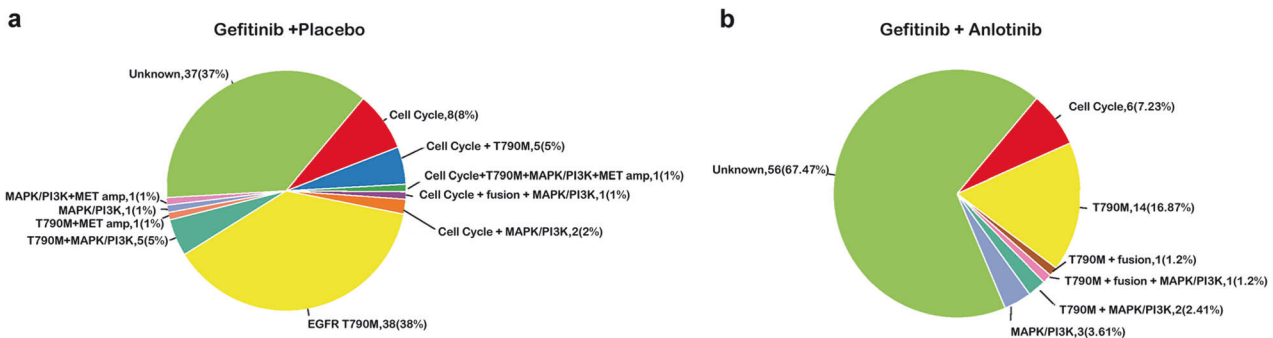 a
Gefitinib +Placebo
Unknown,37(37%)
Cell Cycle,8(8%)
Cell Cycle + T790M,5(5%)
Cell Cycle+T790M+MAPK/PI3K+MET amp,1(1%)
Cell Cycle + fusion + MAPK/PI3K,1(1%)
Cell Cycle + MAPK/PI3K,2(2%)
EGFR T790M,38(38%)
T790M+MAPK/PI3K,5(5%)
T790M+MET amp,1(1%)
MAPK/PI3K,1(1%)
MAPK/PI3K+MET amp,1(1%)
b
Gefitinib + Anlotinib
Unknown,56(67.47%)
Cell Cycle,6(7.23%)
T790M,14(16.87%)
T790M + fusion,1(1.2%)
T790M + fusion + MAPK/PI3K,1(1.2%)
T790M + MAPK/PI3K,2(2.41%)
MAPK/PI3K,3(3.61%)